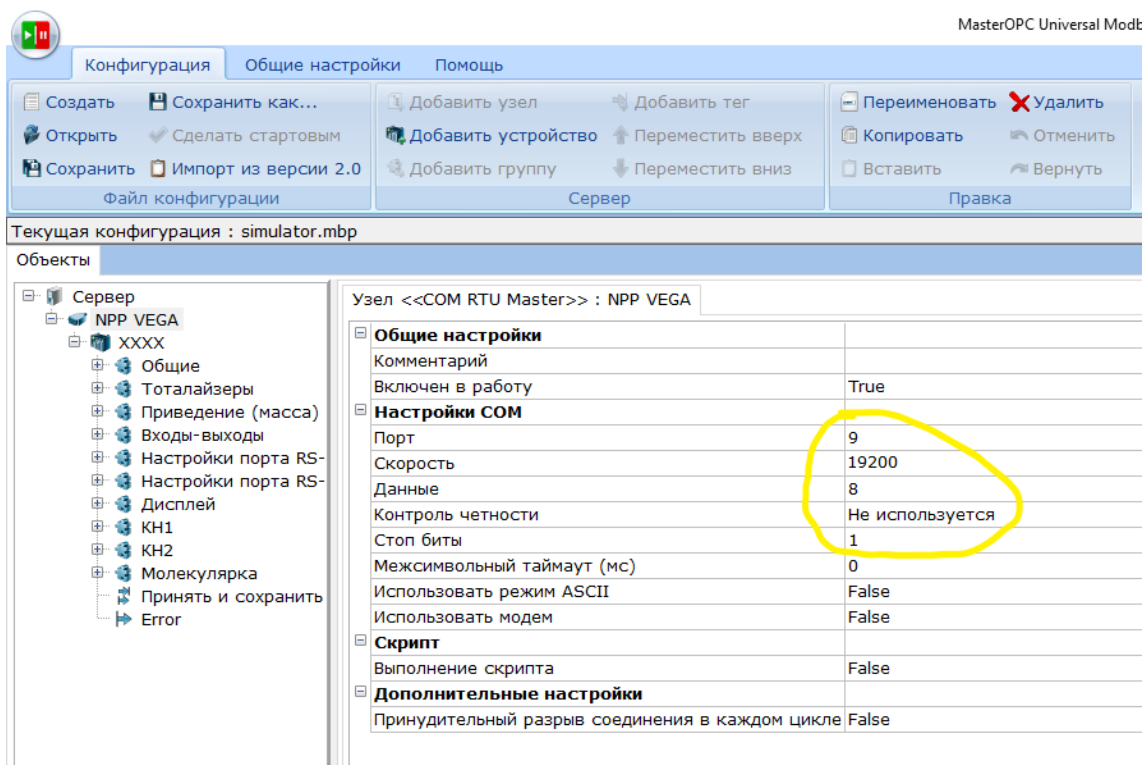 MasterOPC Universal Modb
Конфигурация Общие настройки Помощь
Создать Сохранить как... Добавить узел Добавить тег Переименовать Удалить
Открыть Сделать стартовым Добавить устройство Переместить вверх Копировать Отменить
Сохранить Импорт из версии 2.0 Добавить группу Переместить вниз Вставить Вернуть
Файл конфигурации Сервер Правка
Текущая конфигурация : simulator.mbp
Объекты
Сервер
NPP VEGA
XXXX
Общие
Тоталайзеры
Приведение (масса)
Входы-выходы
Настройки порта RS-
Настройки порта RS-
Дисплей
КН1
КН2
Молекулярка
Принять и сохранить
Error
Узел <<COM RTU Master>> : NPP VEGA
Общие настройки
Комментарий
Включен в работу True
Настройки COM
Порт 9
Скорость 19200
Данные 8
Контроль четности Не используется
Стоп биты 1
Межсимвольный таймаут (мс) 0
Использовать режим ASCII False
Использовать модем False
Скрипт
Выполнение скрипта False
Дополнительные настройки
Принудительный разрыв соединения в каждом цикле False